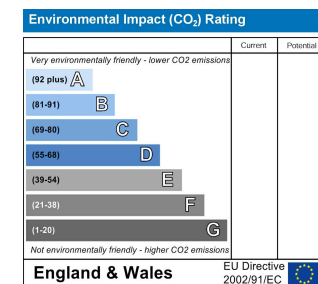 Environmental Impact (CO₂) Rating
Current Potential
Very environmentally friendly - lower CO2 emissions
(92 plus) A
(81-91) B
(69-80) C
(55-68) D
(39-54) E
(21-38) F
(1-20) G
Not environmentally friendly - higher CO2 emissions
England & Wales
EU Directive
2002/91/EC